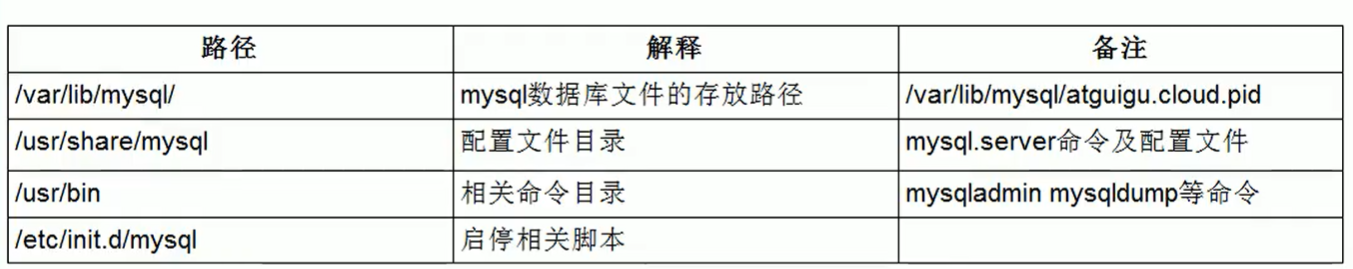 路径 解释 备注
/var/lib/mysql/ mysql数据库文件的存放路径 /var/lib/mysql/atguigu.cloud.pid
/usr/share/mysql 配置文件目录 mysql.server命令及配置文件
/usr/bin 相关命令目录 mysqladmin mysqldump等命令
/etc/init.d/mysql 启停相关脚本